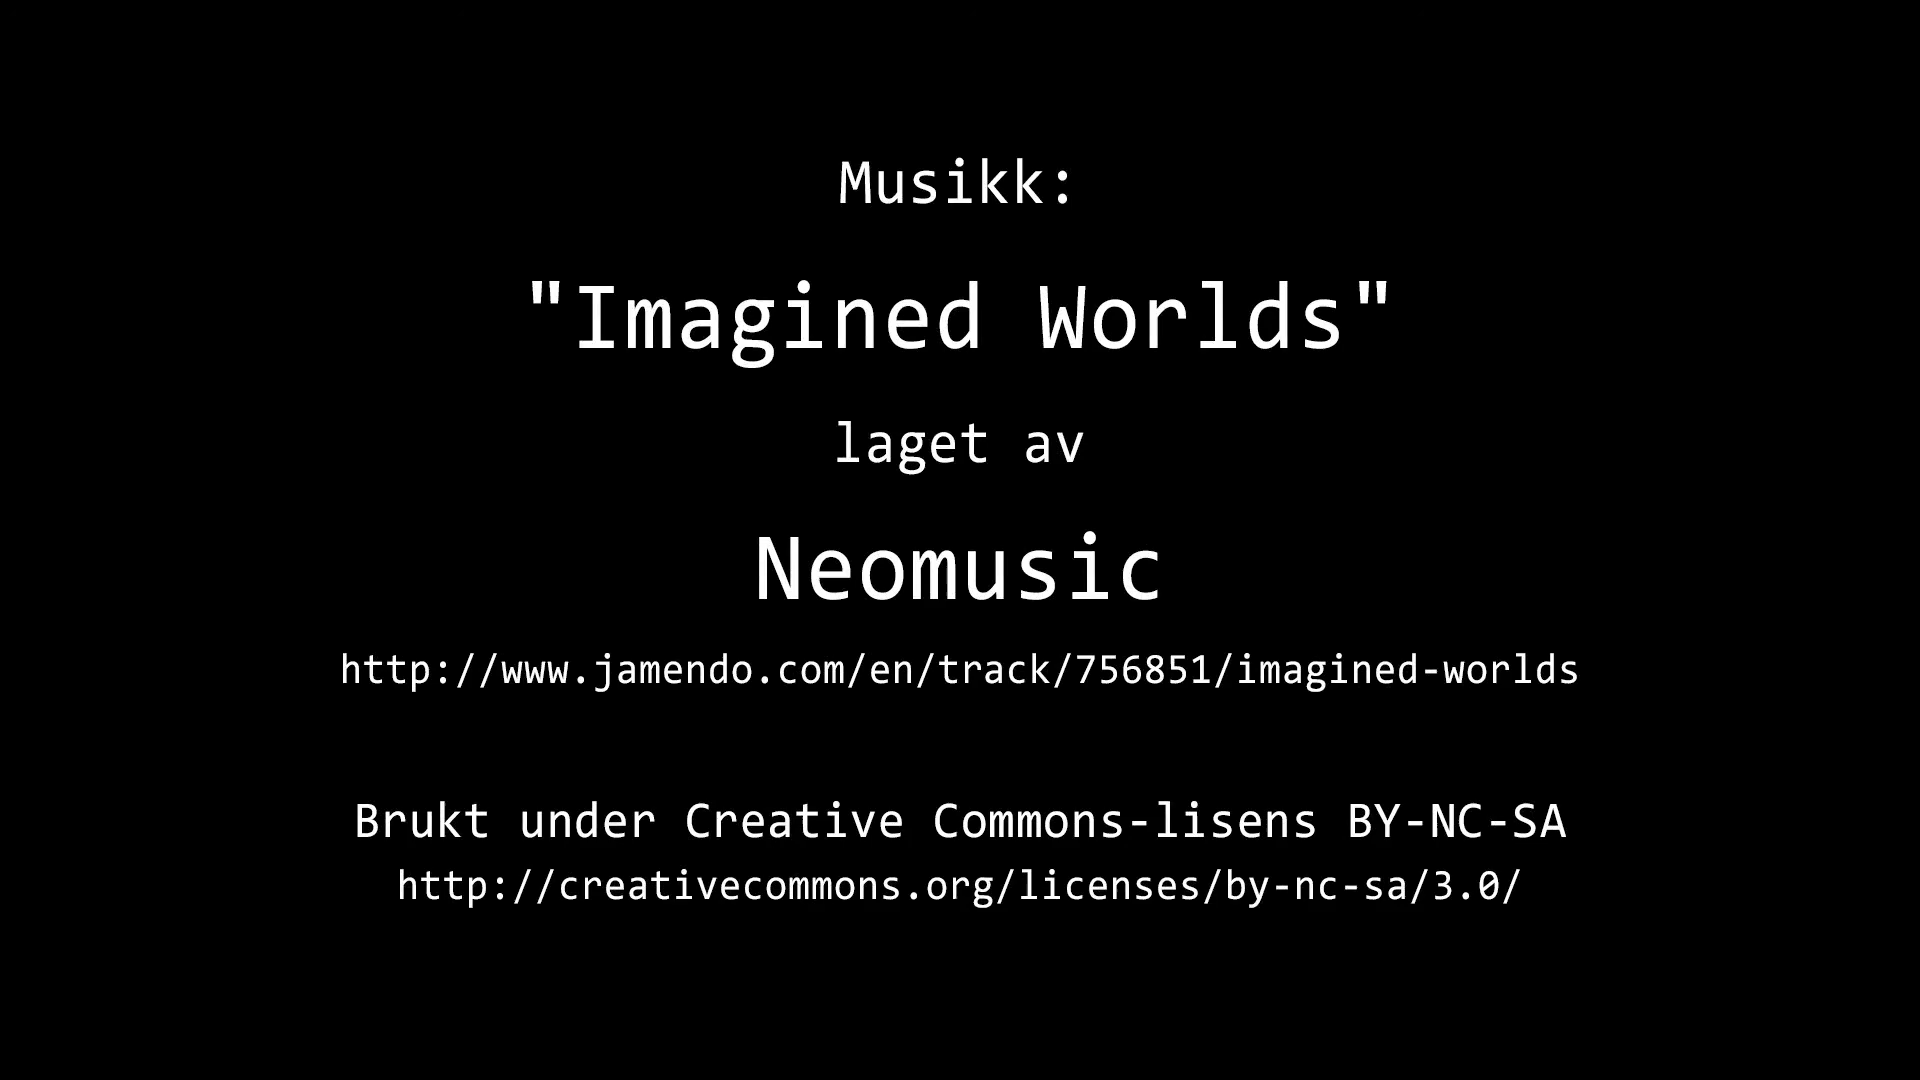 Musikk:
"Imagined Worlds"
laget av
Neomusic
http://www.jamendo.com/en/track/756851/imagined-worlds
Brukt under Creative Commons-lisens BY-NC-SA
http://creativecommons.org/licenses/by-nc-sa/3.0/